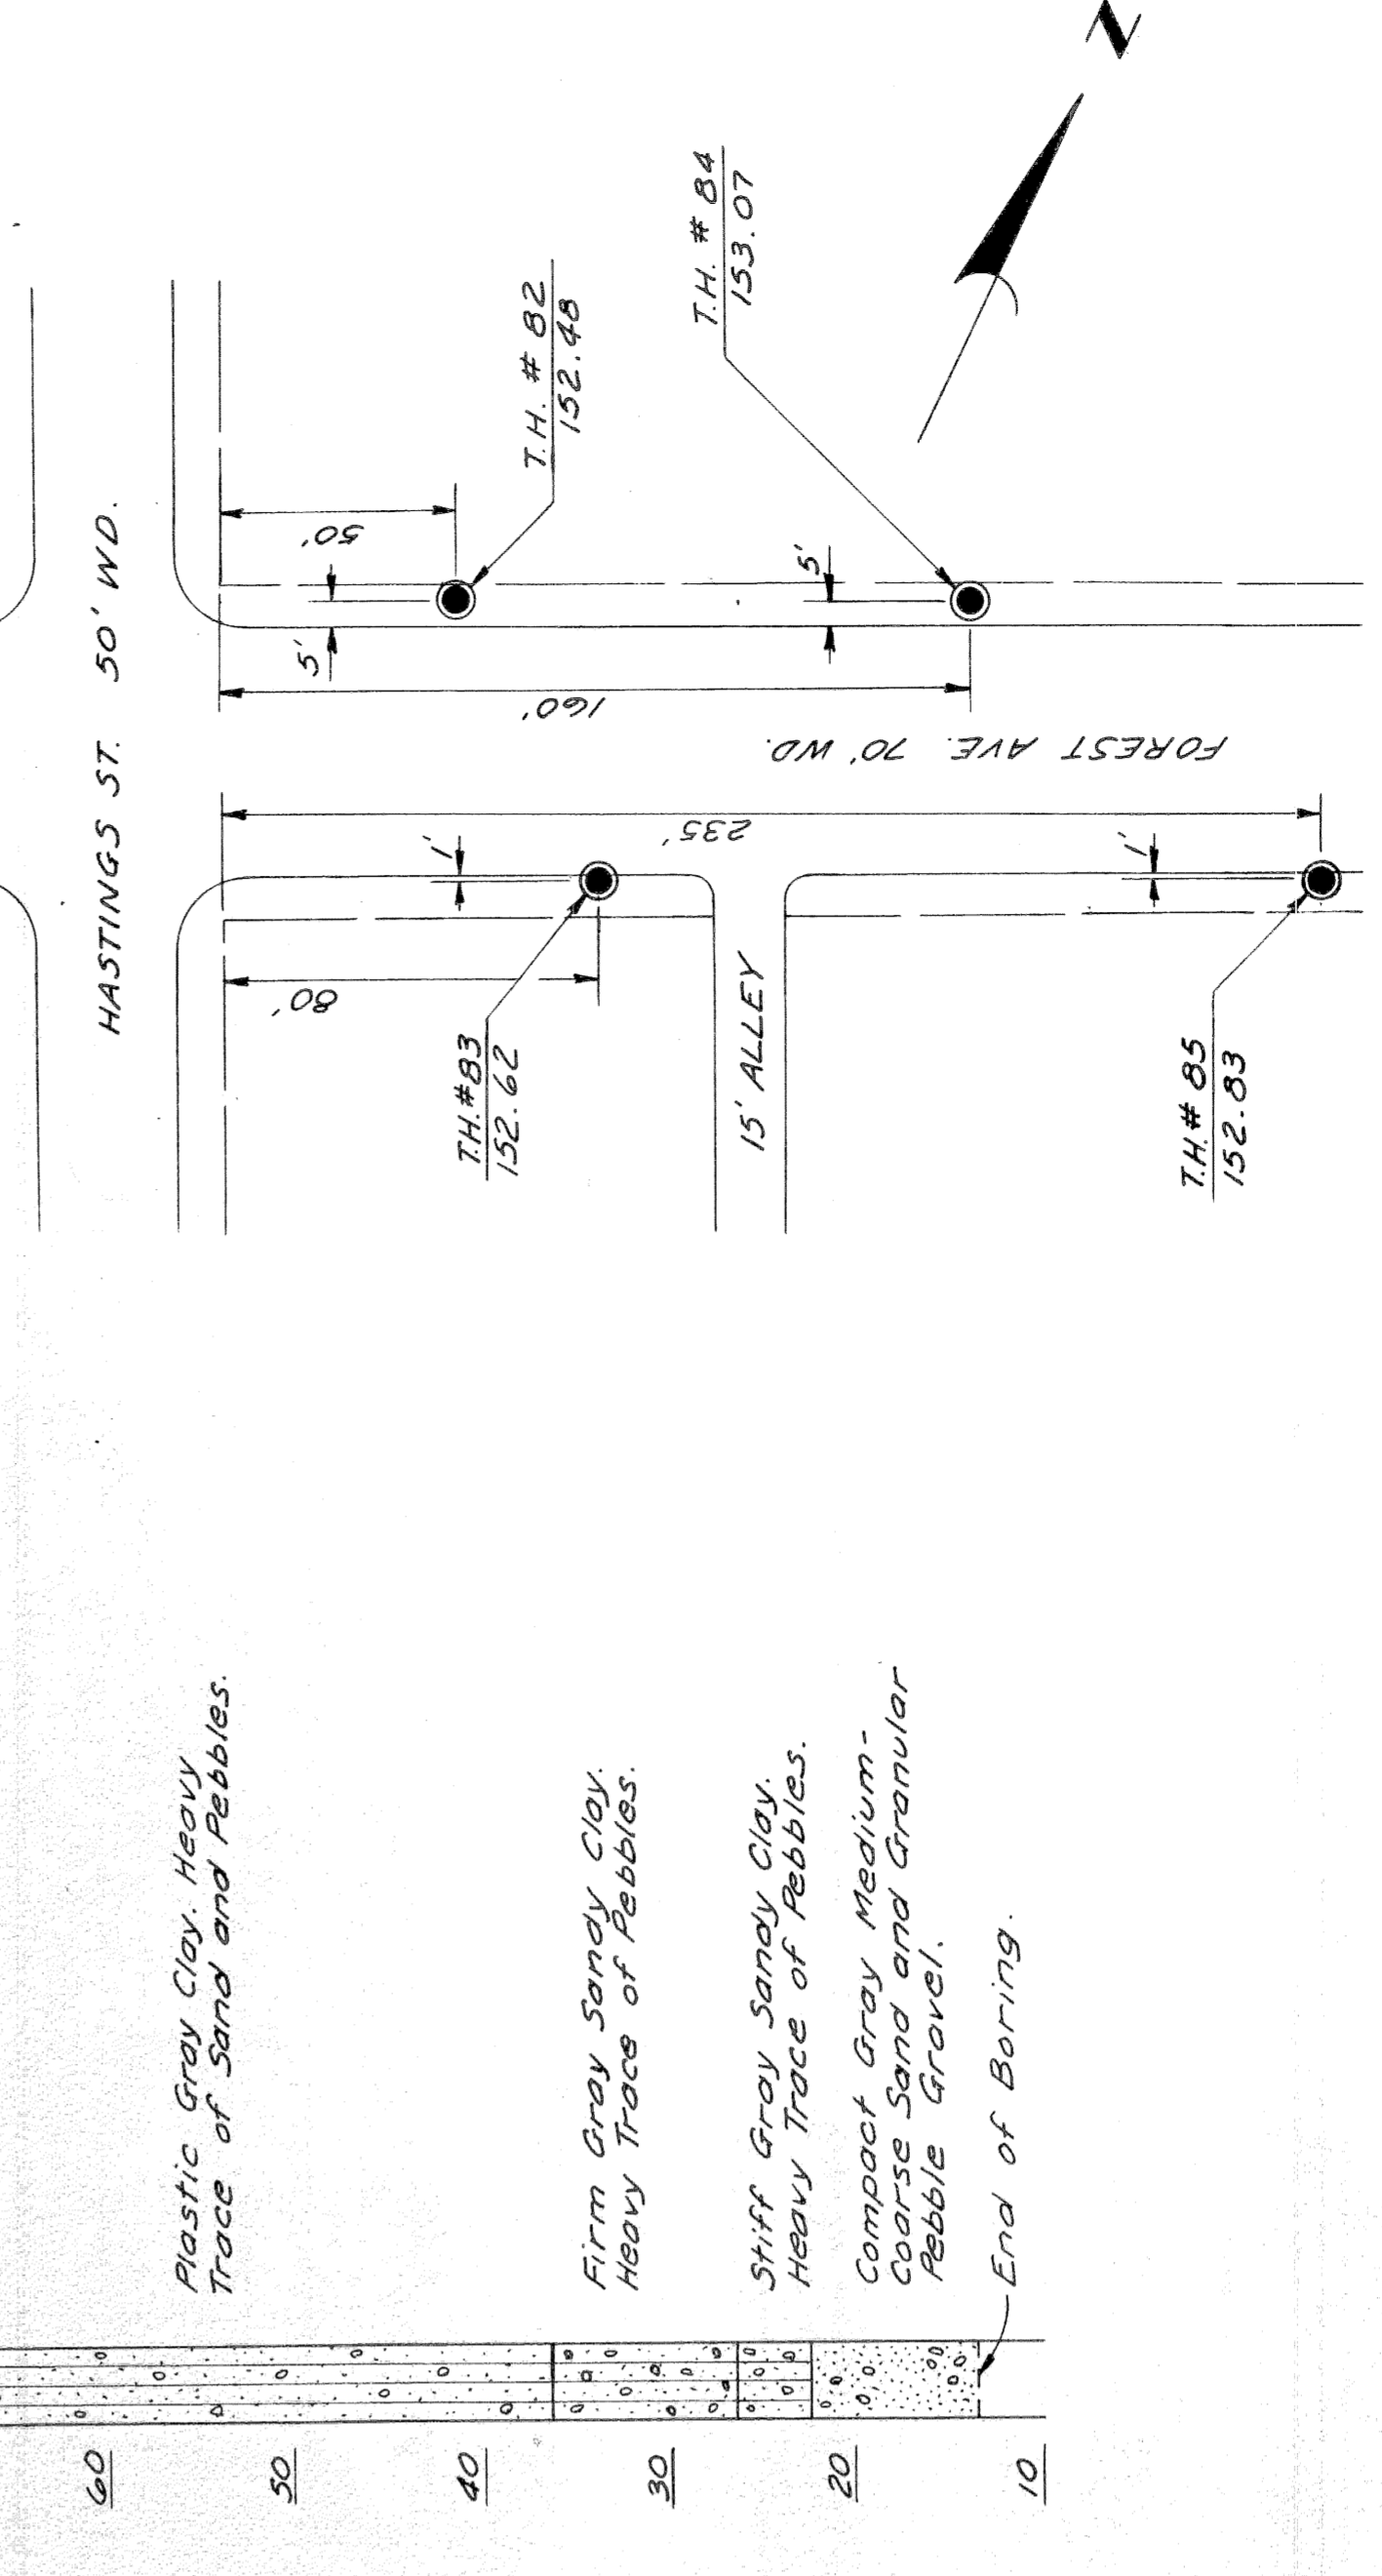 N
HASTINGS ST. 50' WD.
T.H. # 82
152.48
T.H. # 84
153.07
50'
5'
5'
160'
FOREST AVE. 70' WD.
235'
1'
1'
80'
T.H. # 83
152.62
15' ALLEY
T.H. # 85
152.83
Plastic Gray Clay. Heavy
Trace of Sand and Pebbles.
Firm Gray Sandy Clay.
Heavy Trace of Pebbles.
Stiff Gray Sandy Clay.
Heavy Trace of Pebbles.
Compact Gray Medium-
Coarse Sand and Granular
Pebble Gravel.
End of Boring.
60
50
40
30
20
10